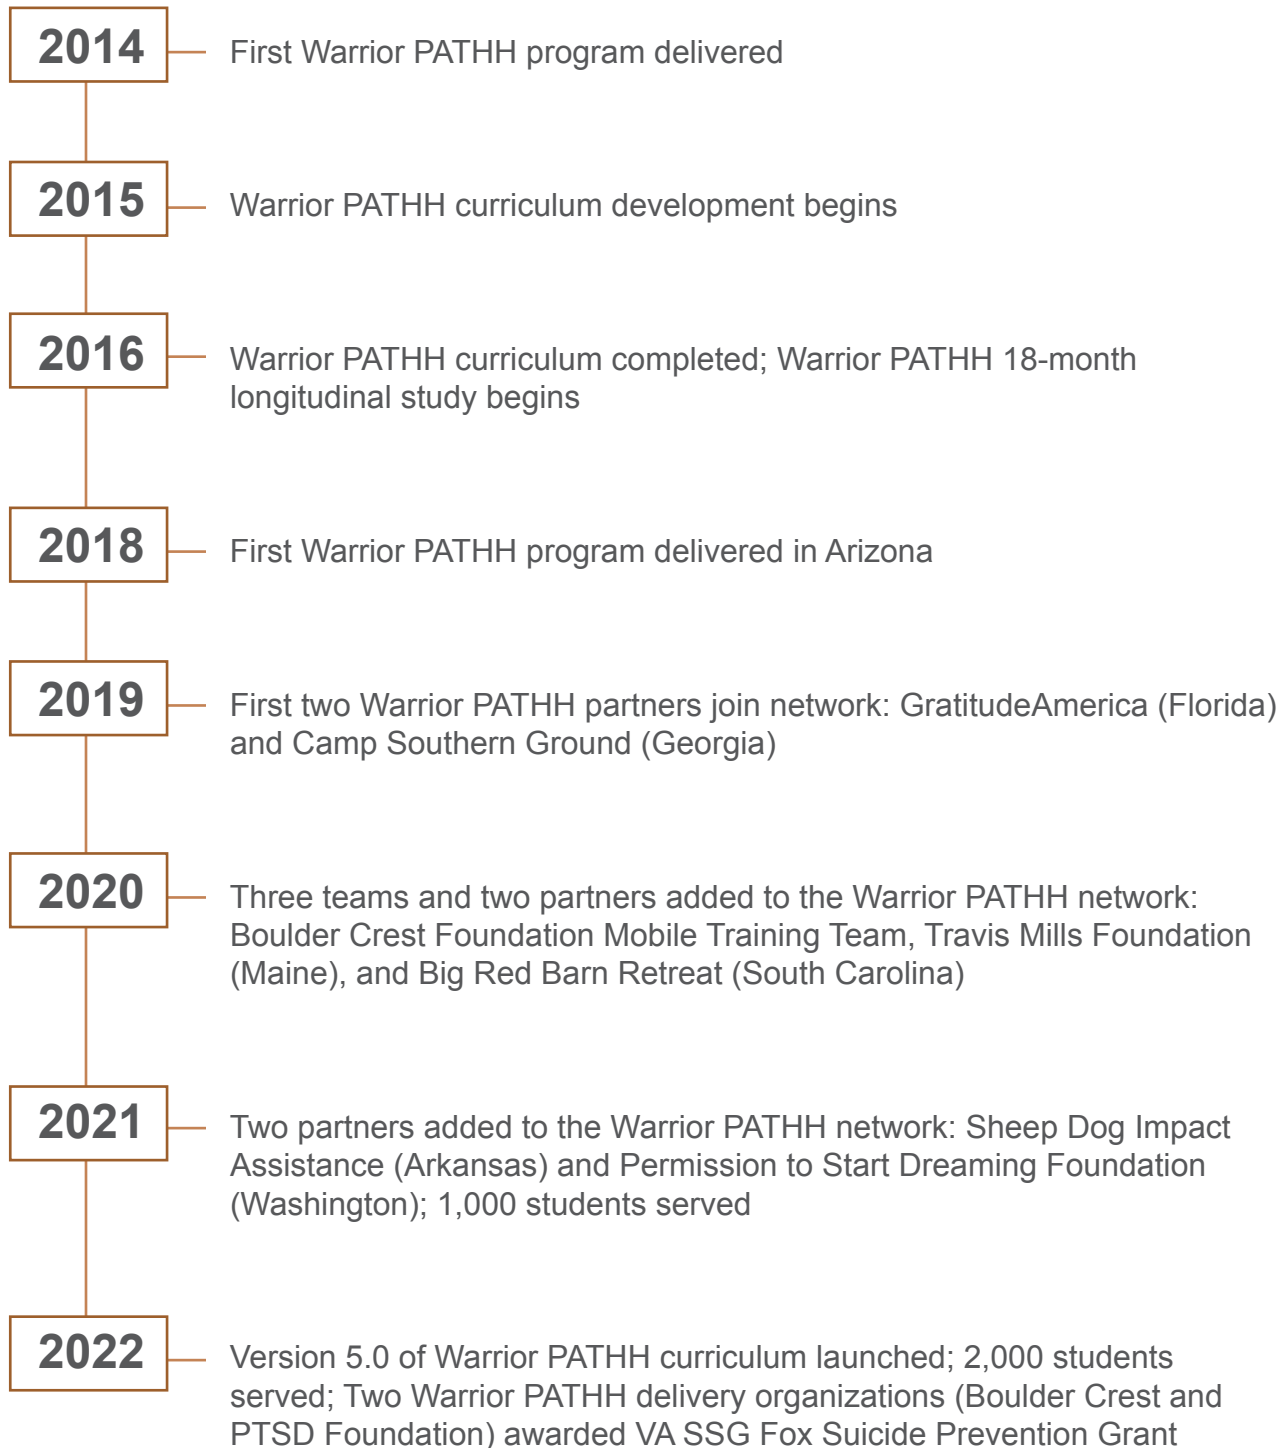 2014
First Warrior PATHH program delivered
2015
Warrior PATHH curriculum development begins
2016
Warrior PATHH curriculum completed; Warrior PATHH 18-month
longitudinal study begins
2018
First Warrior PATHH program delivered in Arizona
2019
First two Warrior PATHH partners join network: GratitudeAmerica (Florida)
and Camp Southern Ground (Georgia)
2020
Three teams and two partners added to the Warrior PATHH network:
Boulder Crest Foundation Mobile Training Team, Travis Mills Foundation
(Maine), and Big Red Barn Retreat (South Carolina)
2021
Two partners added to the Warrior PATHH network: Sheep Dog Impact
Assistance (Arkansas) and Permission to Start Dreaming Foundation
(Washington); 1,000 students served
2022
Version 5.0 of Warrior PATHH curriculum launched; 2,000 students
served; Two Warrior PATHH delivery organizations (Boulder Crest and
PTSD Foundation) awarded VA SSG Fox Suicide Prevention Grant